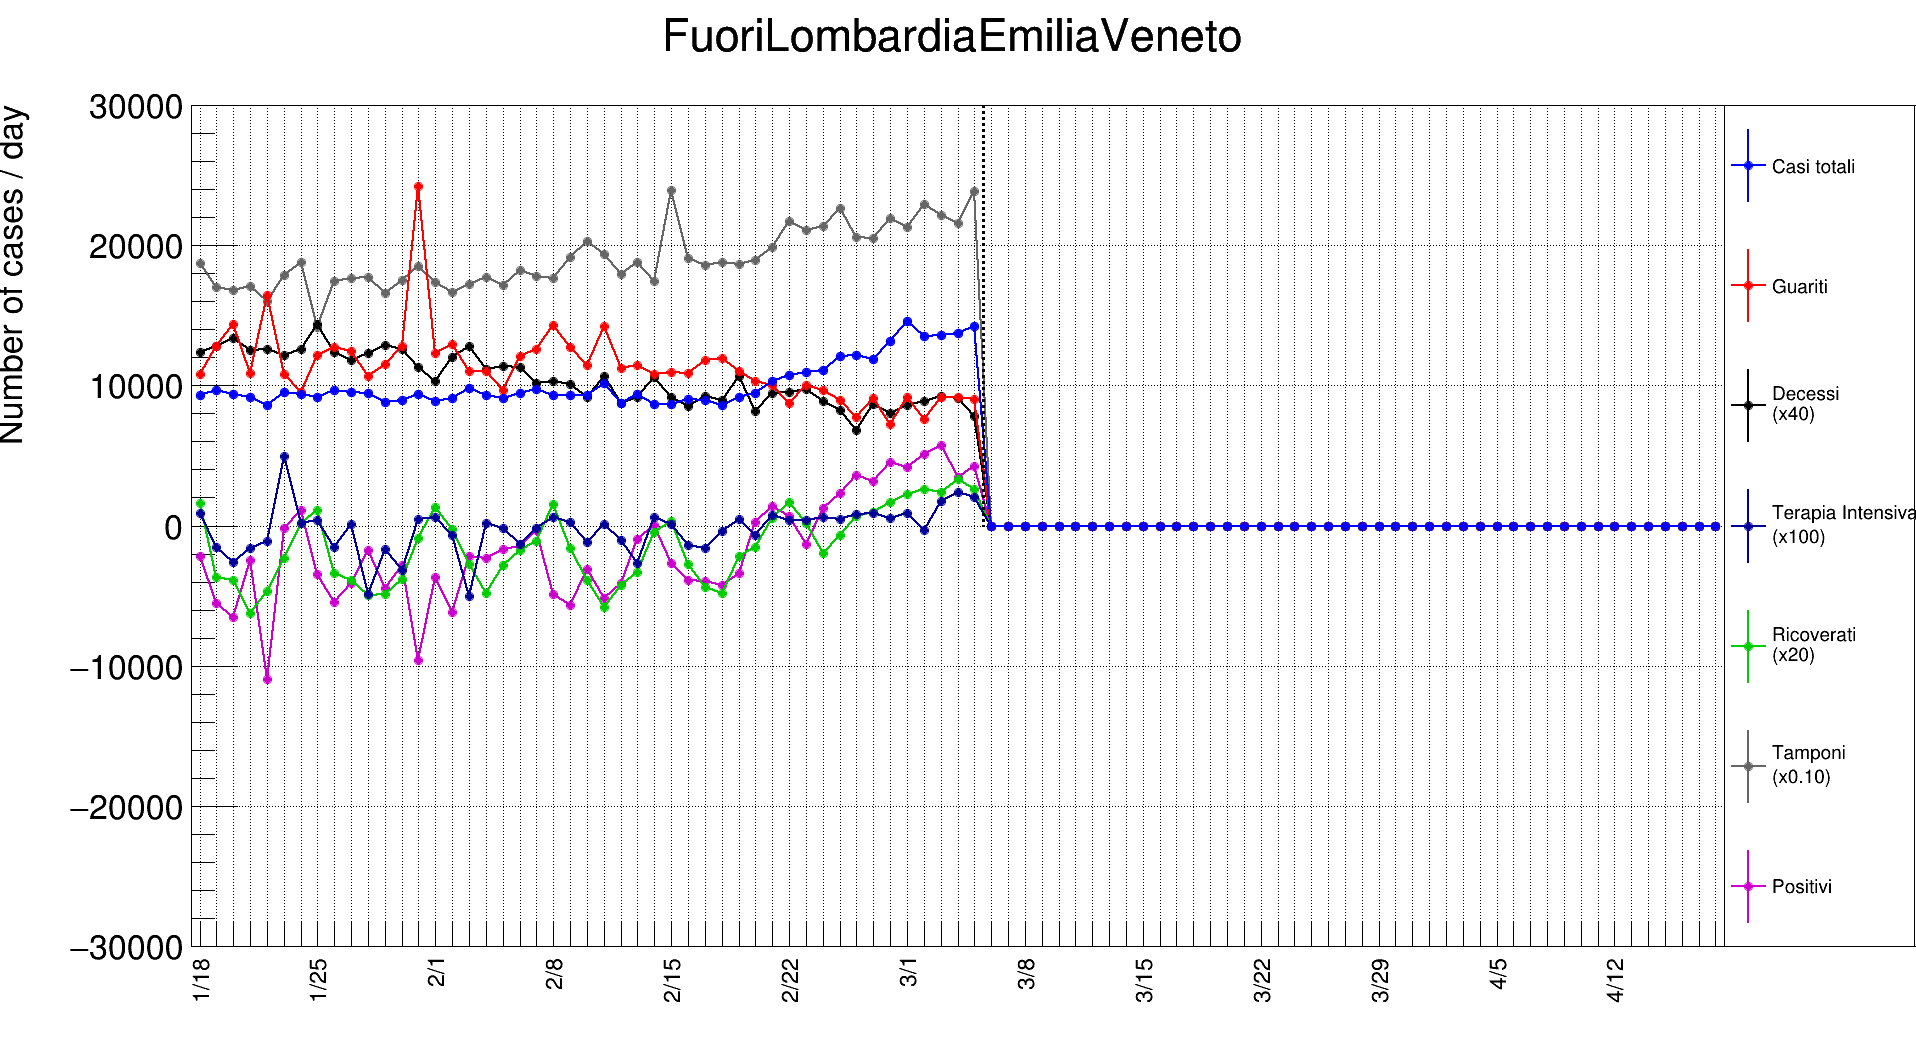 FuoriLombardiaEmiliaVeneto
Number of cases / day
30000
20000
10000
0
−10000
−20000
−30000
1/18
1/25
2/1
2/8
2/15
2/22
3/1
3/8
3/15
3/22
3/29
4/5
4/12
Casi totali
Guariti
Decessi
(x40)
Terapia Intensiva
(x100)
Ricoverati
(x20)
Tamponi
(x0.10)
Positivi